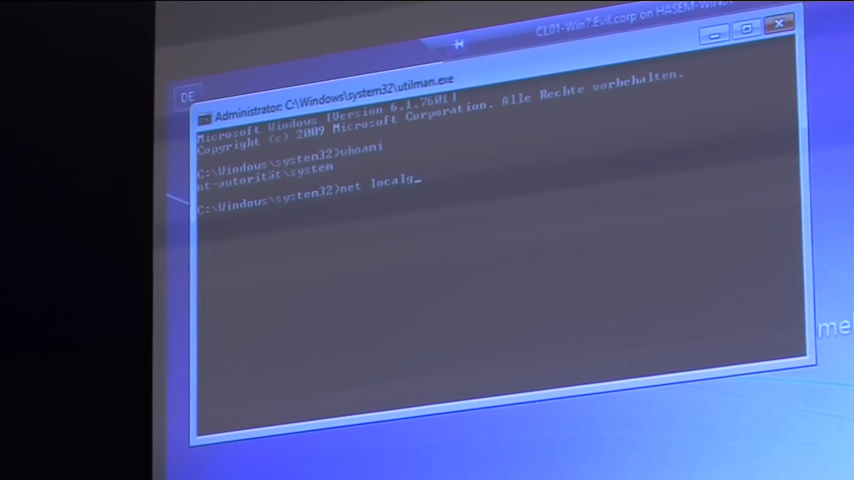 CL01-Win7.Evil.corp on HASEM-WIN
DE
Administrator: C:\Windows\system32\utilman.exe
Microsoft Windows [Version 6.1.7601]
Copyright (c) 2009 Microsoft Corporation. Alle Rechte vorbehalten.
C:\Windows\system32>whoami
nt-autorität\system
C:\Windows\system32>net localg_
mel